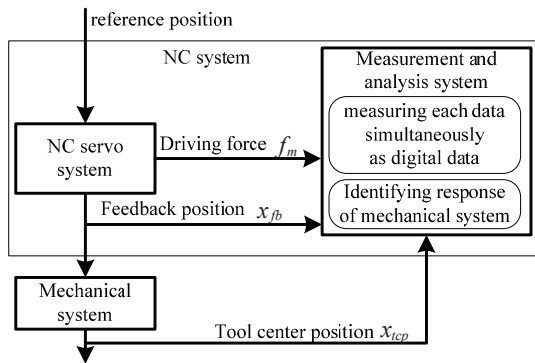 reference position
NC system
Measurement and
analysis system
measuring each data
simultaneously
as digital data
NC servo
system
Driving force f_m
Identifying response
of mechanical system
Feedback position x_fb
Mechanical
system
Tool center position x_tcp